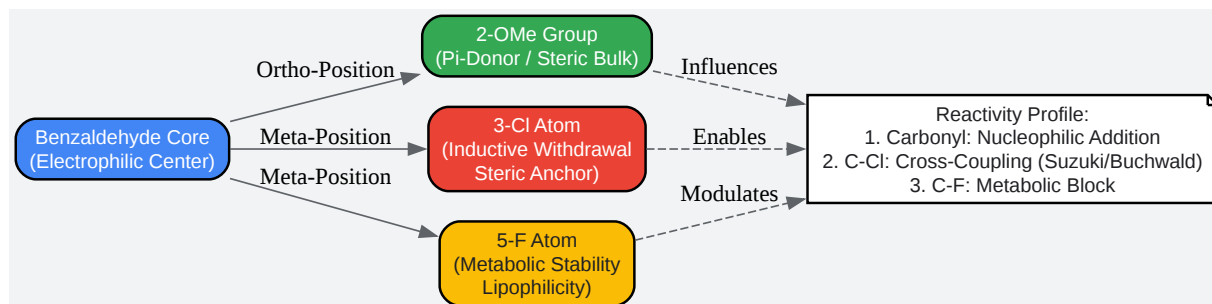 2-OMe Group
(Pi-Donor / Steric Bulk)
Ortho-Position
Influences
Benzaldehyde Core
(Electrophilic Center)
Meta-Position
3-Cl Atom
(Inductive Withdrawal
Steric Anchor)
Enables
Reactivity Profile:
1. Carbonyl: Nucleophilic Addition
2. C-Cl: Cross-Coupling (Suzuki/Buchwald)
3. C-F: Metabolic Block
Meta-Position
Modulates
5-F Atom
(Metabolic Stability
Lipophilicity)